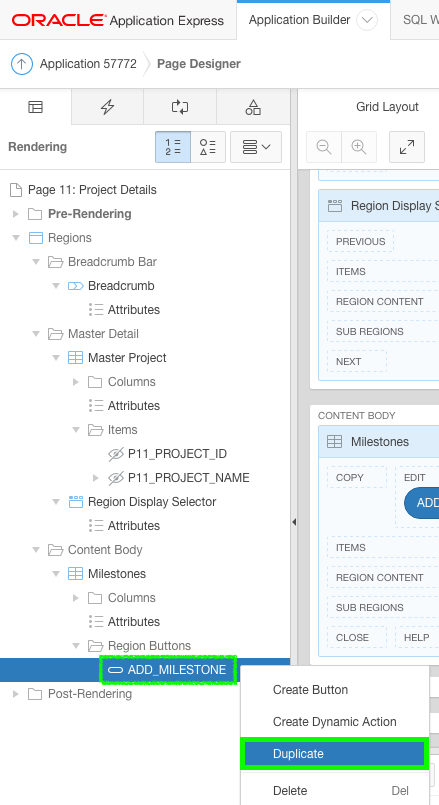 ORACLE Application Express
Application Builder
SQL W
Application 57772
Page Designer
Grid Layout
Rendering
Page 11: Project Details
Pre-Rendering
Regions
Breadcrumb Bar
Breadcrumb
Attributes
Master Detail
Master Project
Columns
Attributes
Items
P11_PROJECT_ID
P11_PROJECT_NAME
Region Display Selector
Attributes
Content Body
Milestones
Columns
Attributes
Region Buttons
ADD_MILESTONE
Post-Rendering
Region Display S
PREVIOUS
ITEMS
REGION CONTENT
SUB REGIONS
NEXT
CONTENT BODY
Milestones
COPY EDIT
ADD
ITEMS
REGION CONTENT
SUB REGIONS
CLOSE HELP
Create Button
Create Dynamic Action
Duplicate
Delete Del